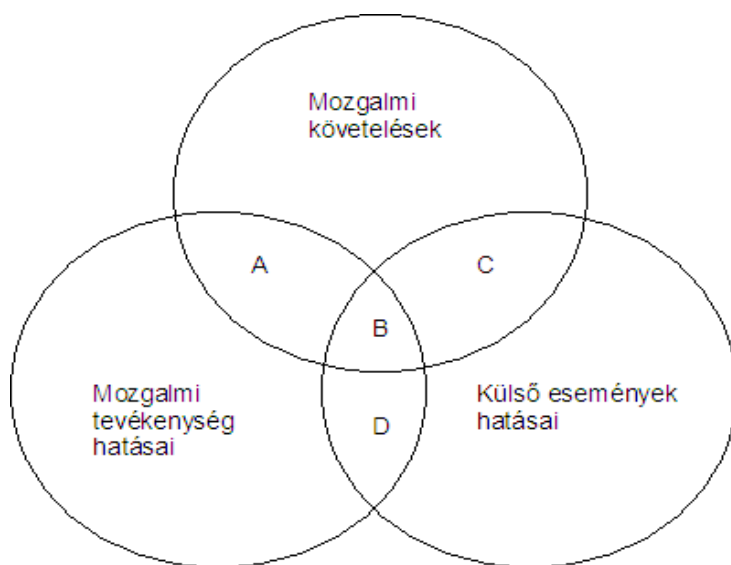 Mozgalmi
követelések
A
C
B
Mozgalmi
tevékenység
hatásai
Külső események
hatásai
D